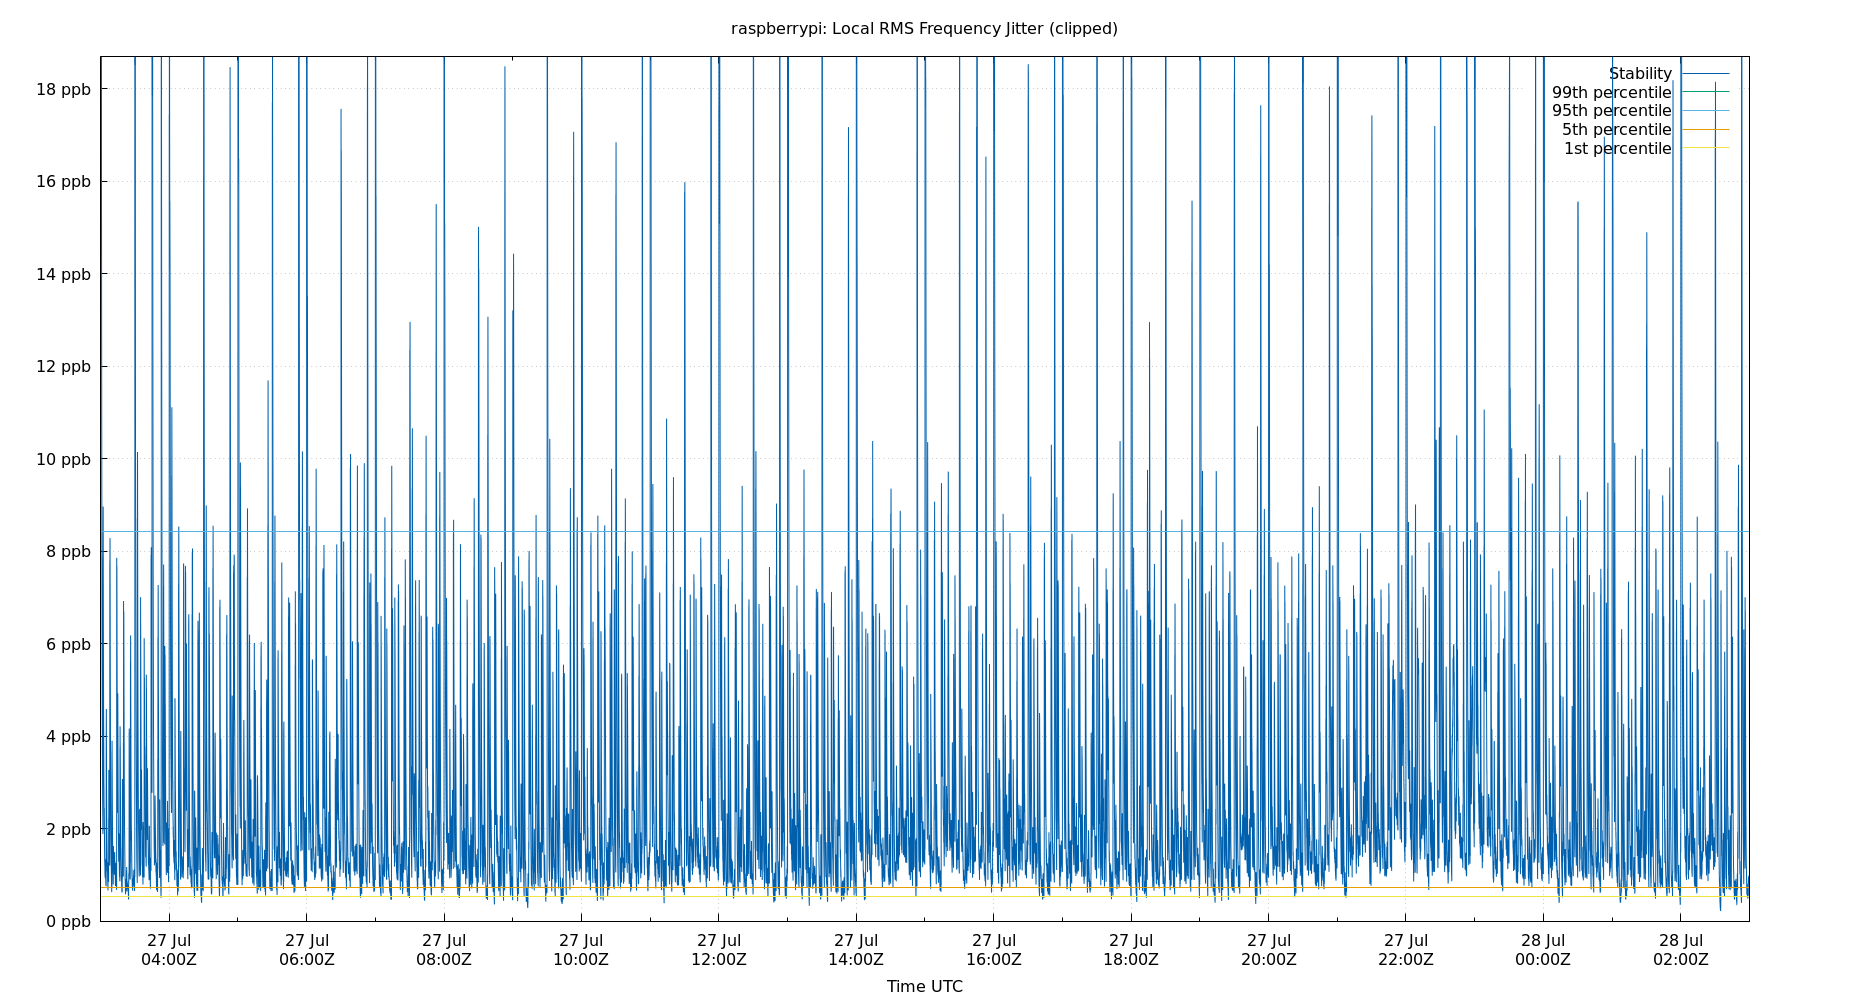 raspberrypi: Local RMS Frequency Jitter (clipped)
18 ppb
16 ppb
14 ppb
12 ppb
10 ppb
8 ppb
6 ppb
4 ppb
2 ppb
0 ppb
Stability
99th percentile
95th percentile
5th percentile
1st percentile
27 Jul 27 Jul 27 Jul 27 Jul 27 Jul 27 Jul 27 Jul 27 Jul 27 Jul 27 Jul 28 Jul 28 Jul
04:00Z 06:00Z 08:00Z 10:00Z 12:00Z 14:00Z 16:00Z 18:00Z 20:00Z 22:00Z 00:00Z 02:00Z
Time UTC